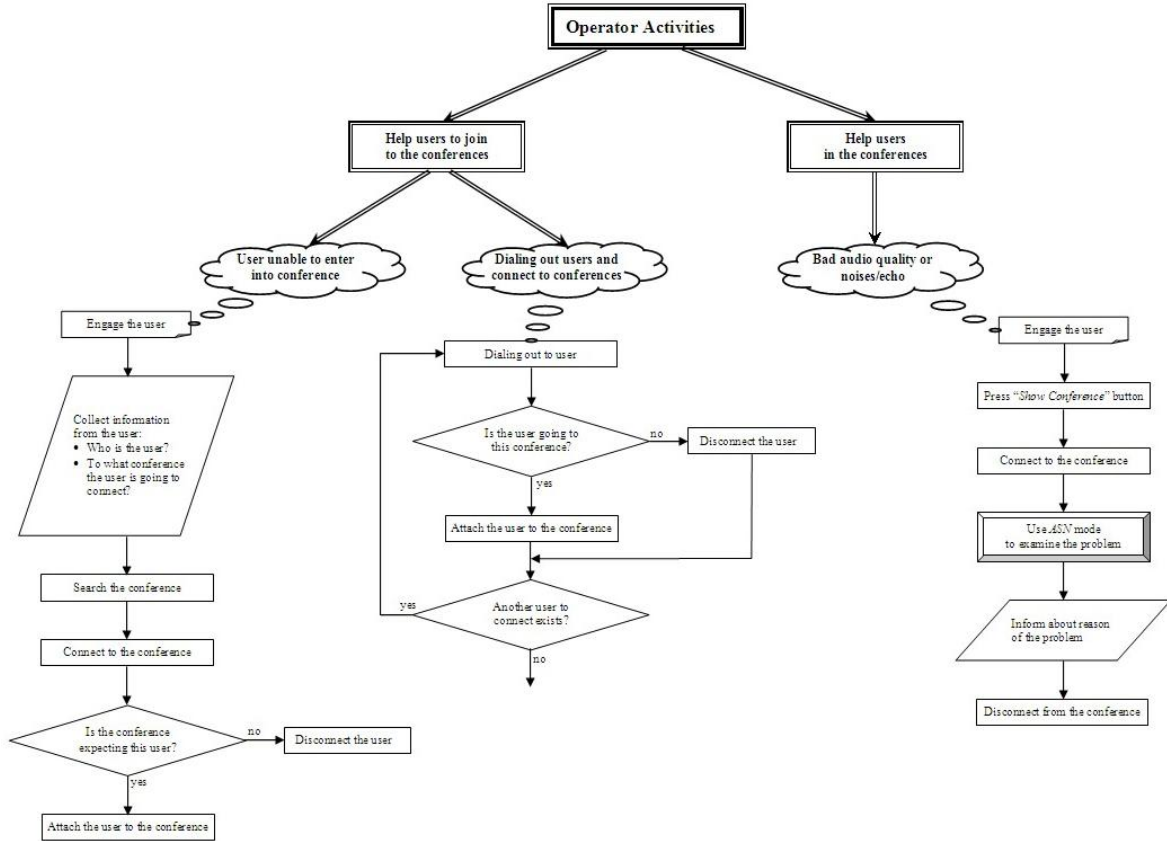 Operator Activities
Help users to join
to the conferences
Help users
in the conferences
User unable to enter
into conference
Dialing out users and
connect to conferences
Bad audio quality or
noises/echo
Engage the user
Collect information
from the user:
• Who is the user?
• To what conference
the user is going to
connect?
Search the conference
Connect to the conference
Is the conference
expecting this user?
no
Disconnect the user
yes
Attach the user to the conference
Dialing out to user
Is the user going to
this conference?
no
Disconnect the user
yes
Attach the user to the conference
Another user to
connect exists?
yes
no
Engage the user
Press “Show Conference” button
Connect to the conference
Use ASN mode
to examine the problem
Inform about reason
of the problem
Disconnect from the conference